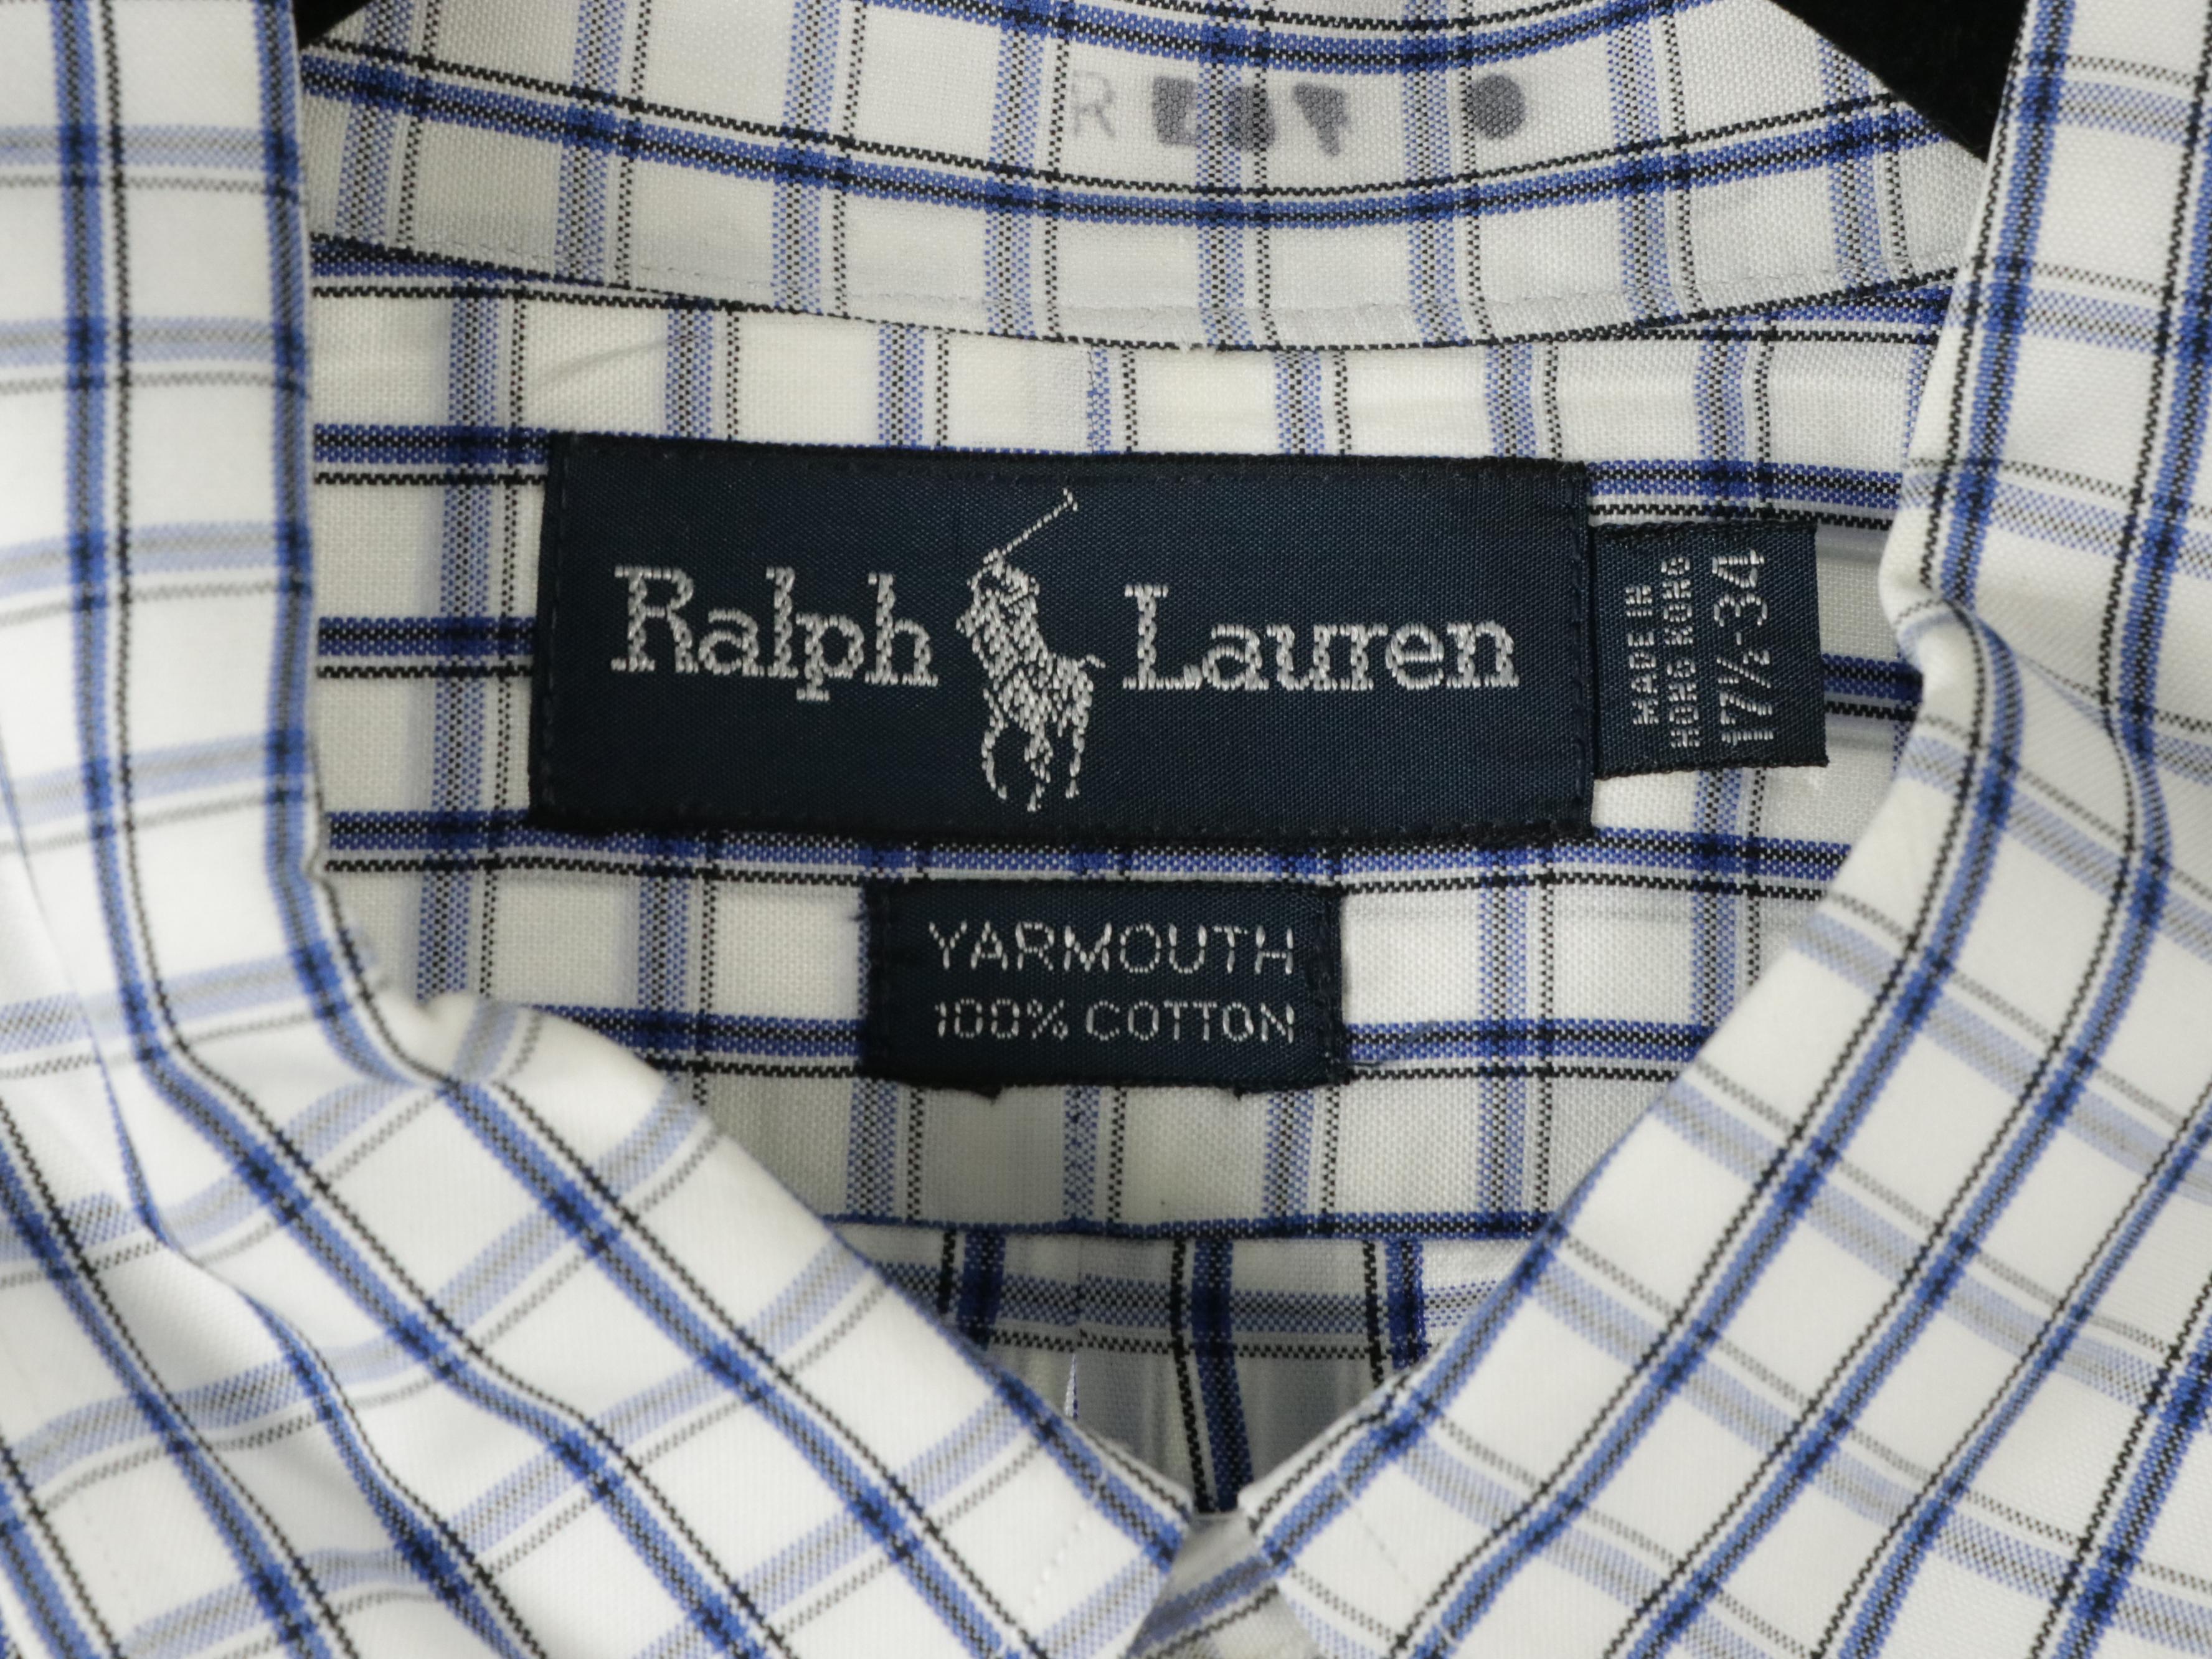 R
Ralph Lauren
MADE IN
HONG KONG
17½-34
YARMOUTH
100% COTTON